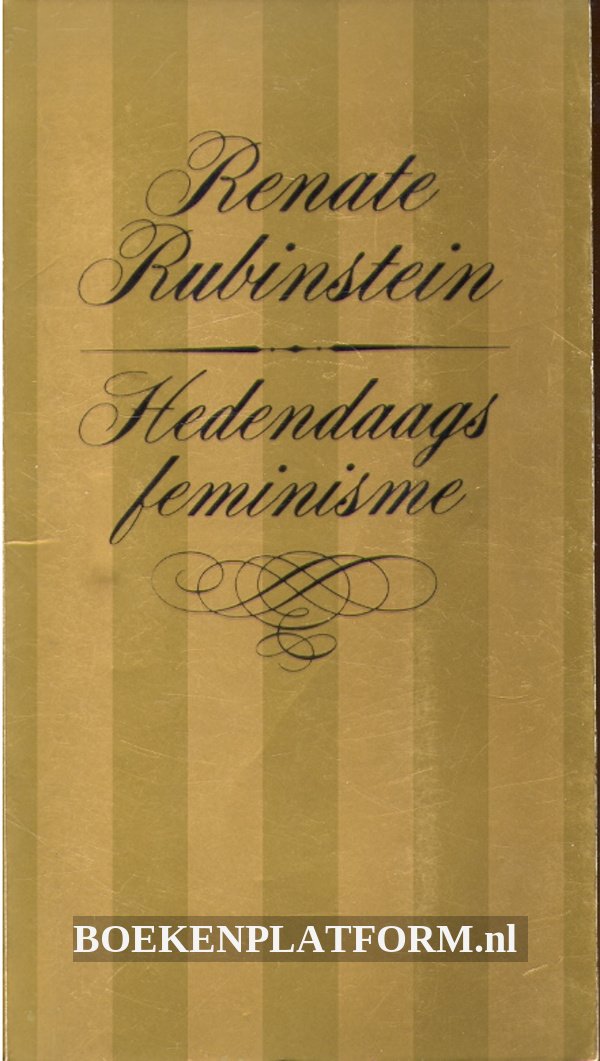 Renate
Rubinstein
Hedendaags
feminisme
BOEKENPLATFORM.nl